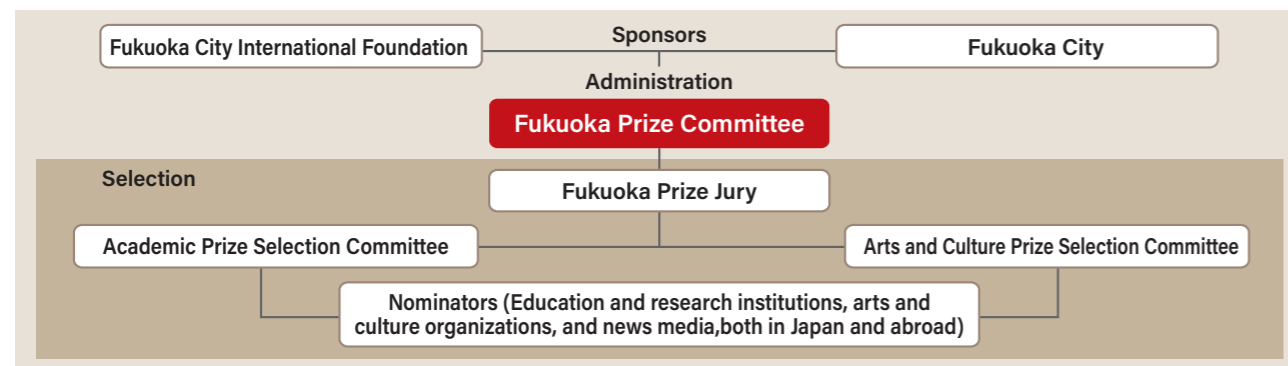 Sponsors
Fukuoka City International Foundation
Fukuoka City
Administration
Fukuoka Prize Committee
Selection
Fukuoka Prize Jury
Academic Prize Selection Committee
Arts and Culture Prize Selection Committee
Nominators (Education and research institutions, arts and
culture organizations, and news media,both in Japan and abroad)